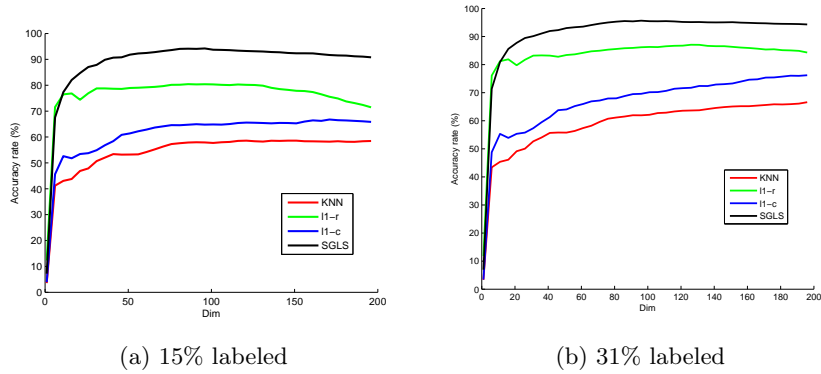 100
90
80
70
60
50
40
30
20
10
0
Accuracy rate (%)
0 50 100 150 200
Dim
KNN
l1−r
l1−c
SGLS
(a) 15% labeled
100
90
80
70
60
50
40
30
20
10
0
Accuracy rate (%)
0 20 40 60 80 100 120 140 160 180 200
Dim
KNN
l1−r
l1−c
SGLS
(b) 31% labeled